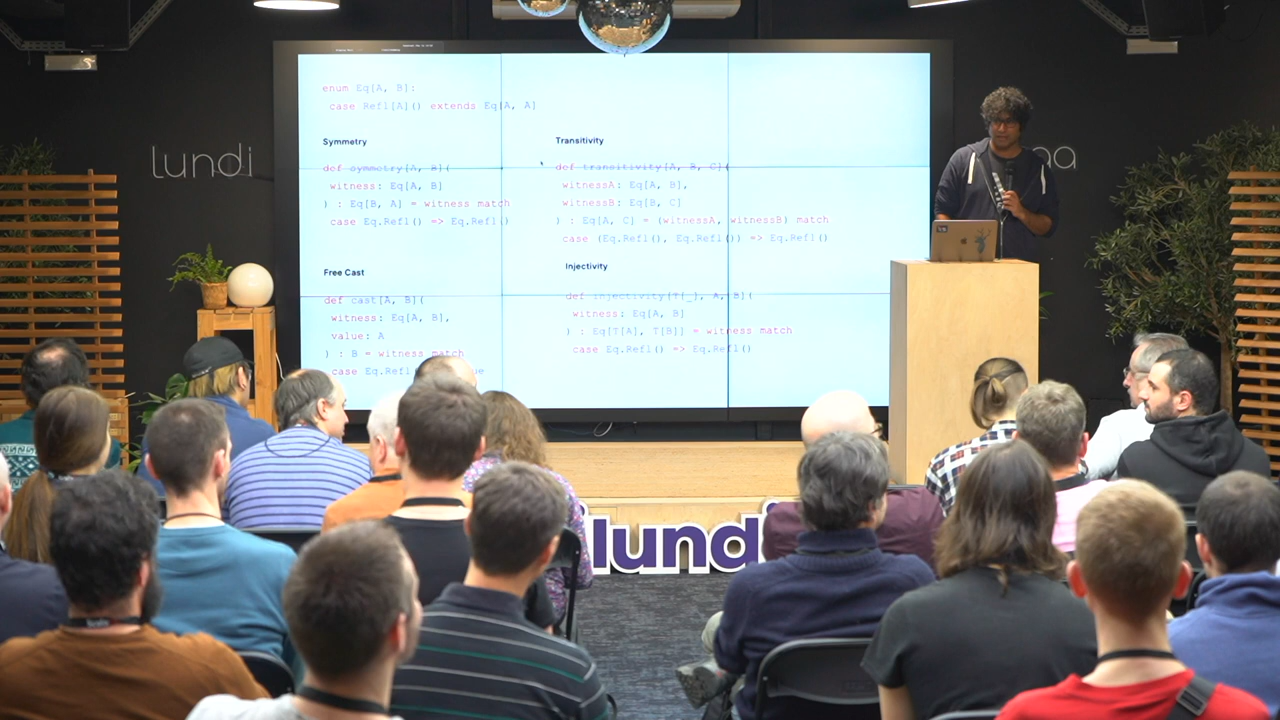 enum Eq[A, B]:
case Refl[A]() extends Eq[A, A]
Symmetry
def symmetry[A, B](
witness: Eq[A, B]
) : Eq[B, A] = witness match
case Eq.Refl() => Eq.Refl()
Transitivity
def transitivity[A, B, C](
witnessA: Eq[A, B],
witnessB: Eq[B, C]
) : Eq[A, C] = (witnessA, witnessB) match
case (Eq.Refl(), Eq.Refl()) => Eq.Refl()
Free Cast
def cast[A, B](
witness: Eq[A, B],
value: A
) : B = witness match
case Eq.Refl
Injectivity
def injectivity[T[_], A, B](
witness: Eq[A, B]
) : Eq[T[A], T[B]] = witness match
case Eq.Refl() => Eq.Refl()
lundi
lundi